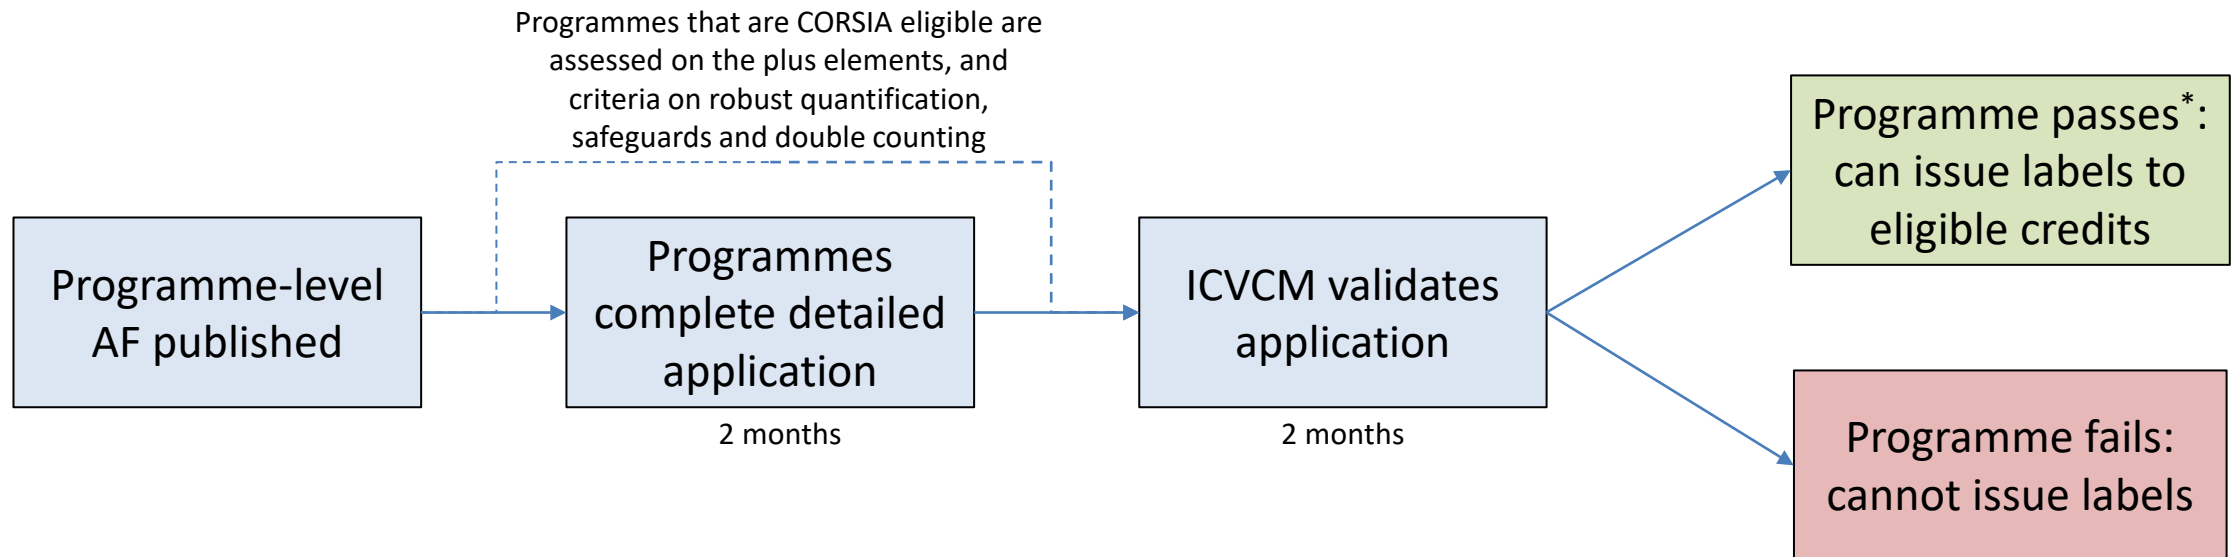 Programmes that are CORSIA eligible are
assessed on the plus elements, and
criteria on robust quantification,
safeguards and double counting
Programme-level
AF published
Programmes
complete detailed
application
2 months
ICVCM validates
application
2 months
Programme passes*:
can issue labels to
eligible credits
Programme fails:
cannot issue labels